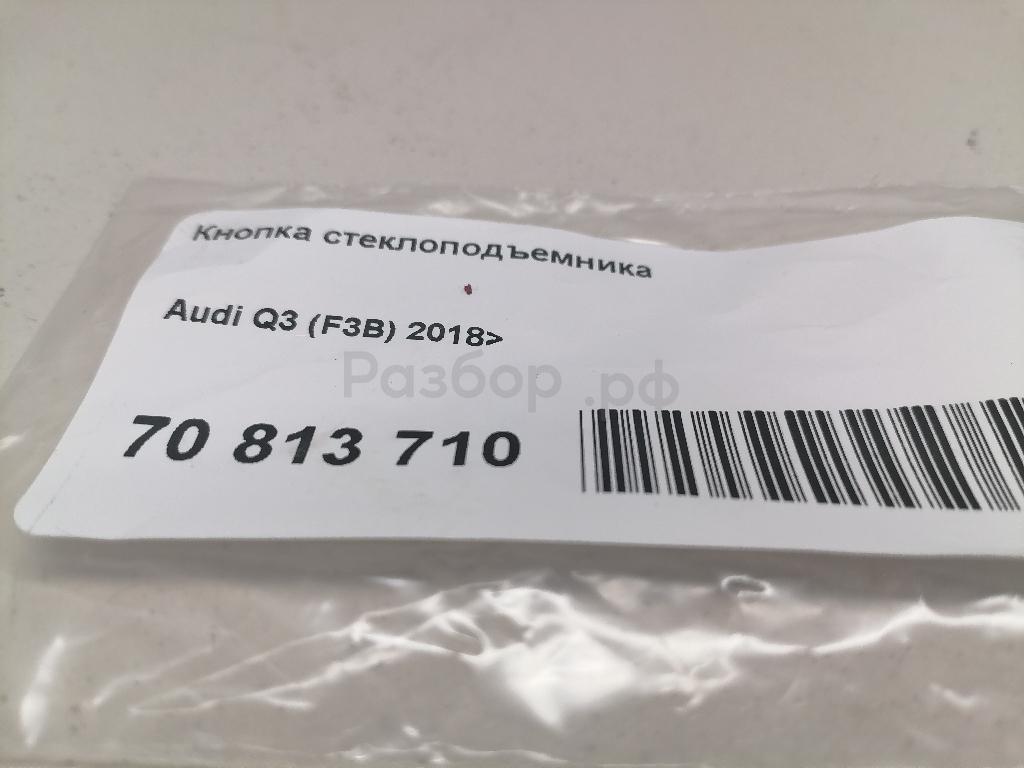 Кнопка стеклоподъемника
Audi Q3 (F3B) 2018>
Разбор.рф
70 813 710